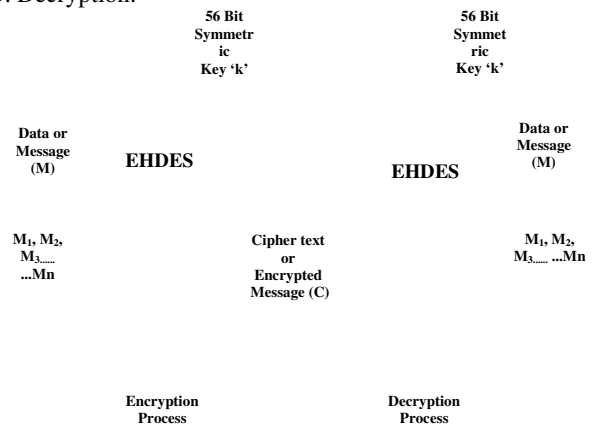 3. Decryption.
56 Bit
Symmetr
ic
Key ‘k’
56 Bit
Symmet
ric
Key ‘k’
Data or
Message
(M)
EHDES
EHDES
Data or
Message
(M)
M₁, M₂,
M₃......
...Mn
Cipher text
or
Encrypted
Message (C)
M₁, M₂,
M₃...... ...Mn
Encryption
Process
Decryption
Process